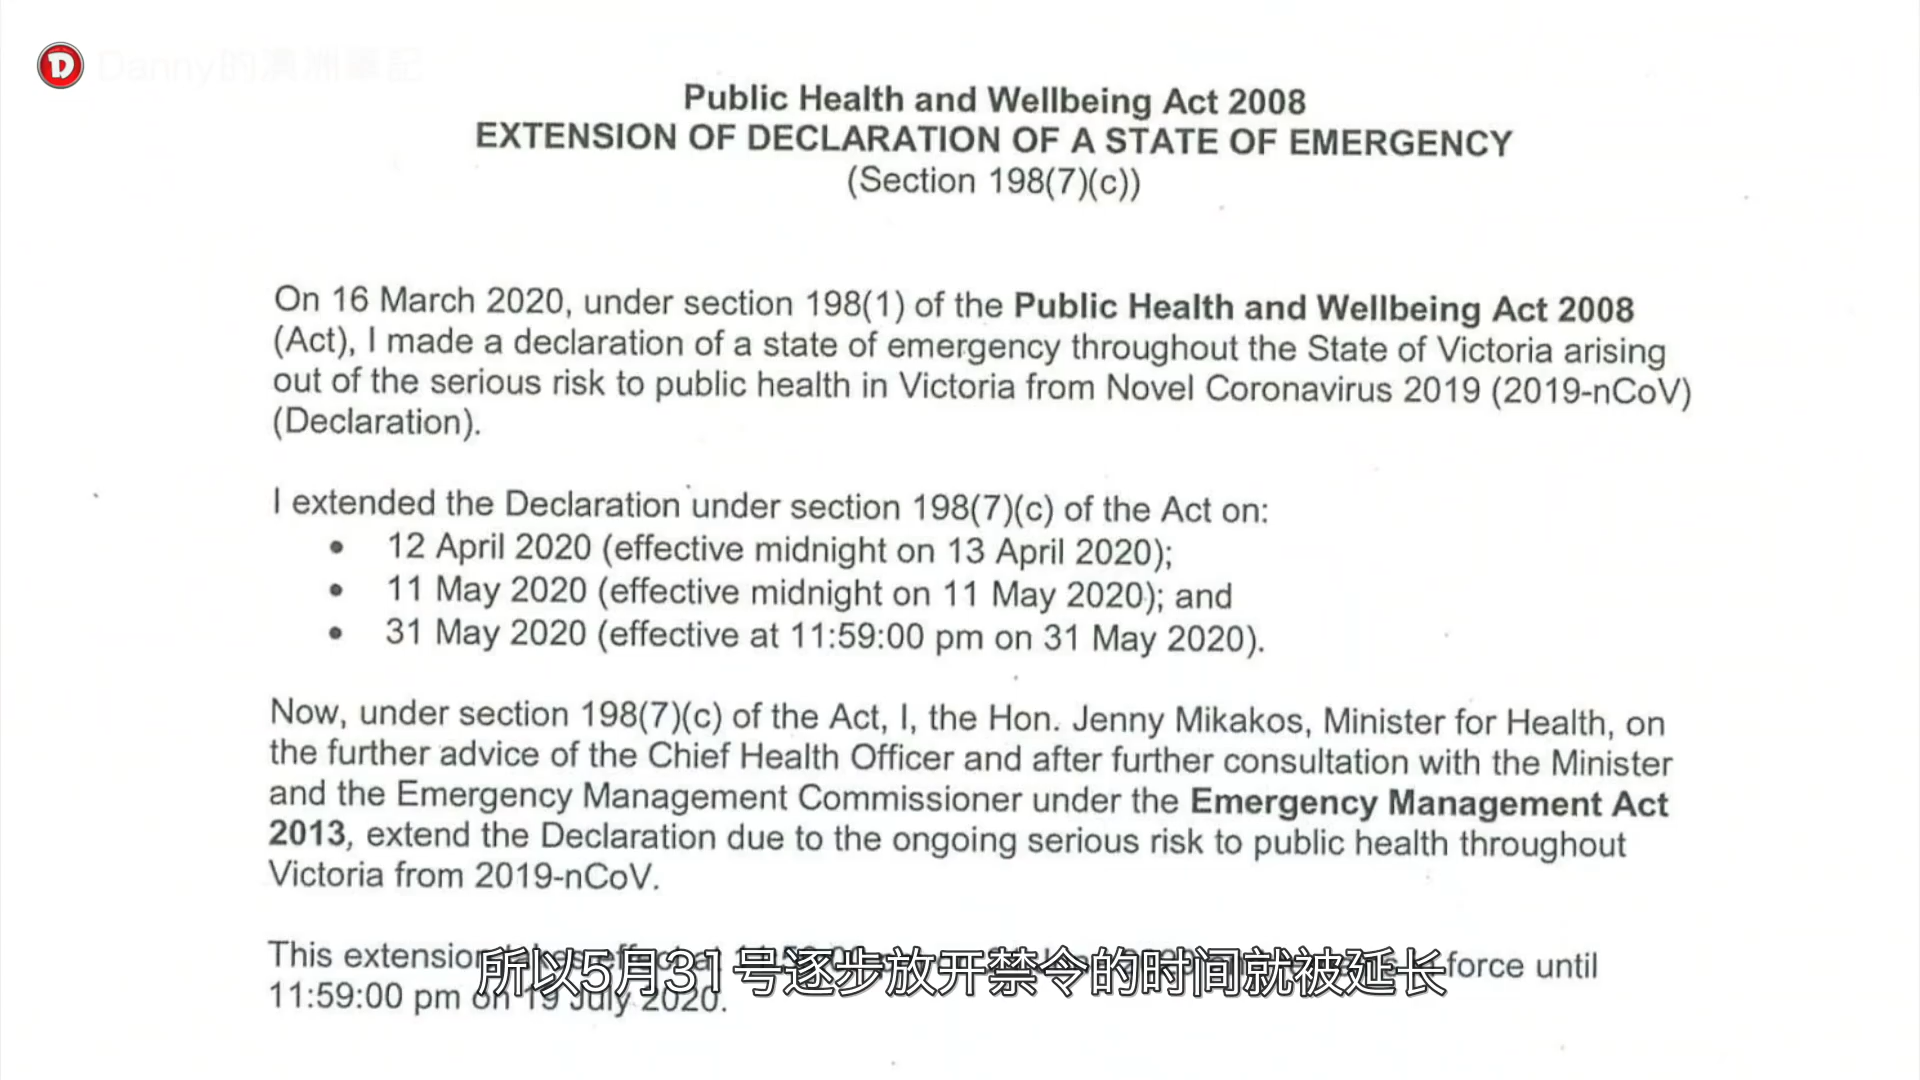 D Danny的澳洲筆記
Public Health and Wellbeing Act 2008
EXTENSION OF DECLARATION OF A STATE OF EMERGENCY
(Section 198(7)(c))
On 16 March 2020, under section 198(1) of the Public Health and Wellbeing Act 2008
(Act), I made a declaration of a state of emergency throughout the State of Victoria arising
out of the serious risk to public health in Victoria from Novel Coronavirus 2019 (2019-nCoV)
(Declaration).
I extended the Declaration under section 198(7)(c) of the Act on:
• 12 April 2020 (effective midnight on 13 April 2020);
• 11 May 2020 (effective midnight on 11 May 2020); and
• 31 May 2020 (effective at 11:59:00 pm on 31 May 2020).
Now, under section 198(7)(c) of the Act, I, the Hon. Jenny Mikakos, Minister for Health, on
the further advice of the Chief Health Officer and after further consultation with the Minister
and the Emergency Management Commissioner under the Emergency Management Act
2013, extend the Declaration due to the ongoing serious risk to public health throughout
Victoria from 2019-nCoV.
This extension force until
所以5月31号逐步放开禁令的时间就被延长
11:59:00 pm on 19 July 2020.